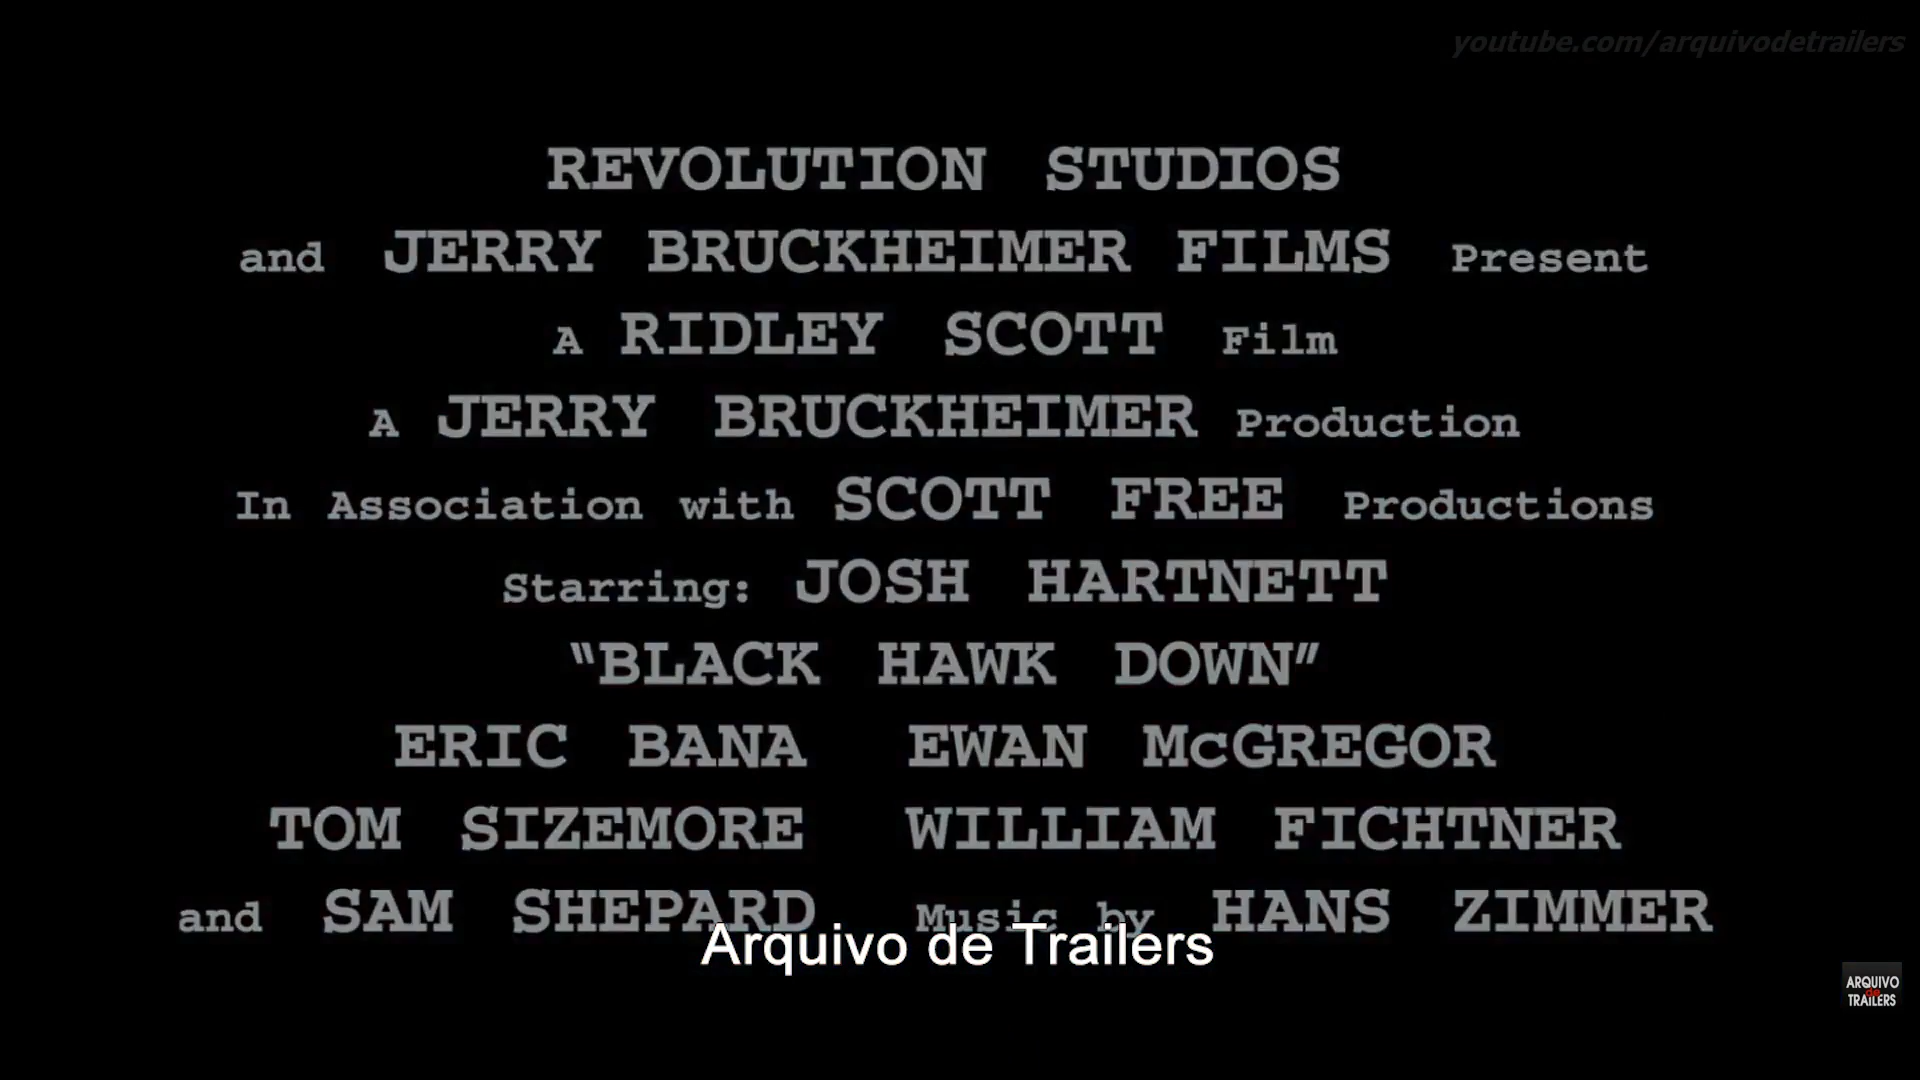 youtube.com/arquivodetrailers
REVOLUTION STUDIOS
and JERRY BRUCKHEIMER FILMS Present
A RIDLEY SCOTT Film
A JERRY BRUCKHEIMER Production
In Association with SCOTT FREE Productions
Starring: JOSH HARTNETT
“BLACK HAWK DOWN”
ERIC BANA EWAN McGREGOR
TOM SIZEMORE WILLIAM FICHTNER
and SAM SHEPARD Music by HANS ZIMMER
Arquivo de Trailers
ARQUIVO
de
TRAILERS